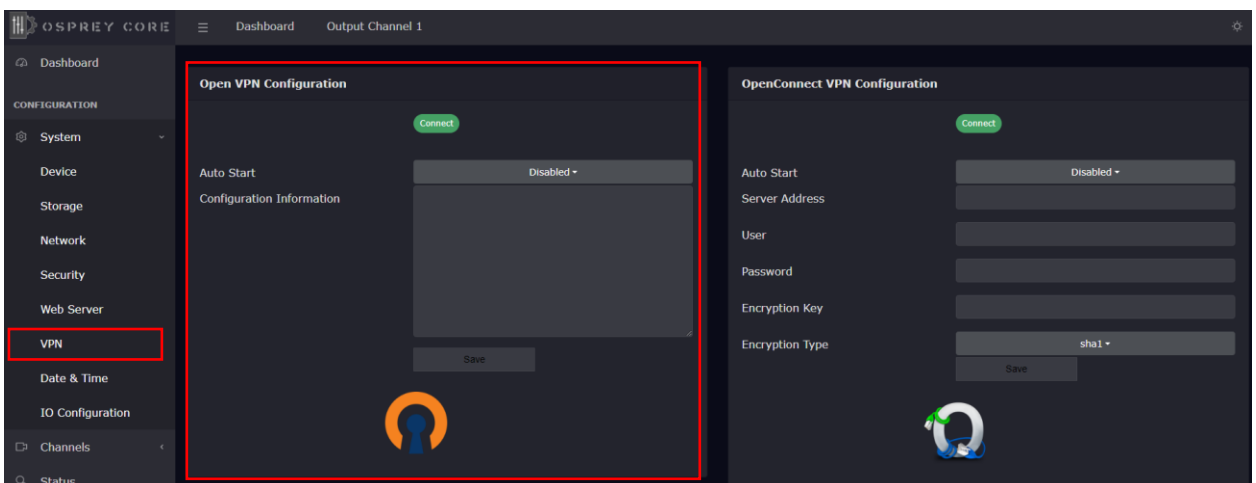 OSPREY CORE
Dashboard
Output Channel 1
Dashboard
CONFIGURATION
System
Device
Storage
Network
Security
Web Server
VPN
Date & Time
IO Configuration
Channels
Status
Open VPN Configuration
Connect
Auto Start
Disabled
Configuration Information
Save
OpenConnect VPN Configuration
Connect
Auto Start
Disabled
Server Address
User
Password
Encryption Key
Encryption Type
sha1
Save